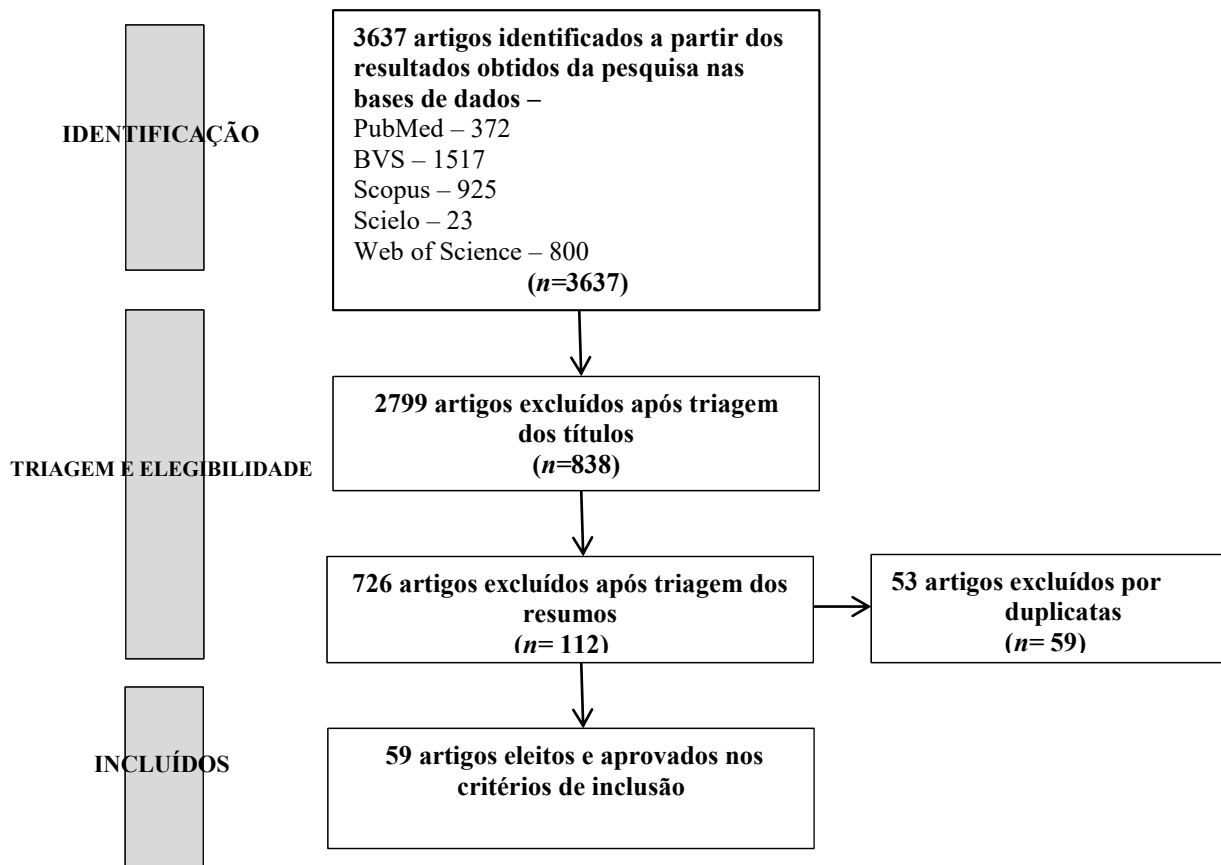 IDENTIFICAÇÃO
3637 artigos identificados a partir dos
resultados obtidos da pesquisa nas
bases de dados –
PubMed – 372
BVS – 1517
Scopus – 925
Scielo – 23
Web of Science – 800
(n=3637)
TRIAGEM E ELEGIBILIDADE
2799 artigos excluídos após triagem
dos títulos
(n=838)
726 artigos excluídos após triagem dos
resumos
(n= 112)
53 artigos excluídos por
duplicatas
(n= 59)
INCLUÍDOS
59 artigos eleitos e aprovados nos
critérios de inclusão